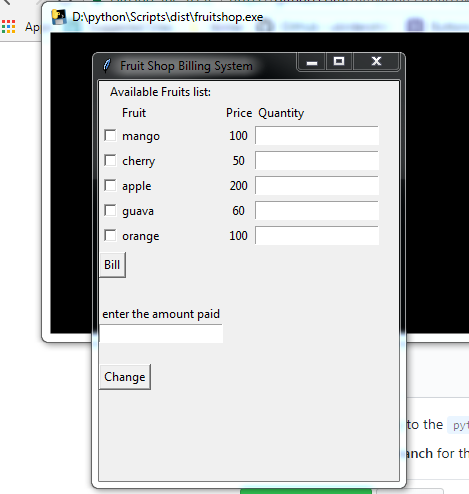 D:\python\Scripts\dist\fruitshop.exe
Fruit Shop Billing System
Available Fruits list:
Fruit Price Quantity
mango 100
cherry 50
apple 200
guava 60
orange 100
Bill
enter the amount paid
Change
to the pyt
anch for th